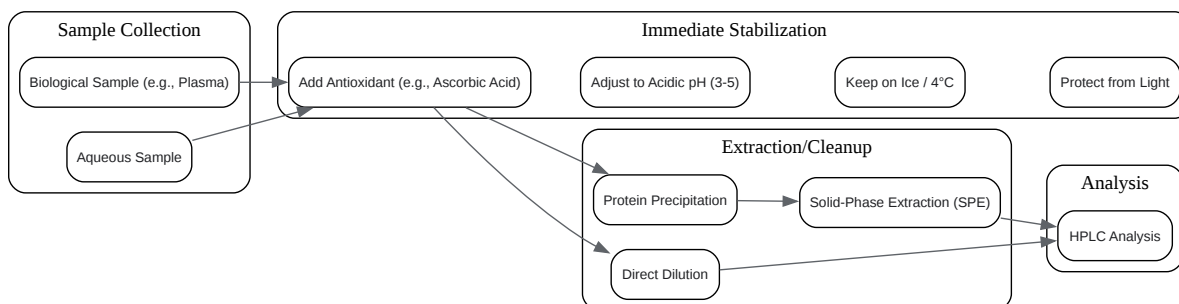 Sample Collection
Biological Sample (e.g., Plasma)
Aqueous Sample
Immediate Stabilization
Add Antioxidant (e.g., Ascorbic Acid)
Adjust to Acidic pH (3-5)
Keep on Ice / 4°C
Protect from Light
Extraction/Cleanup
Protein Precipitation
Solid-Phase Extraction (SPE)
Direct Dilution
Analysis
HPLC Analysis